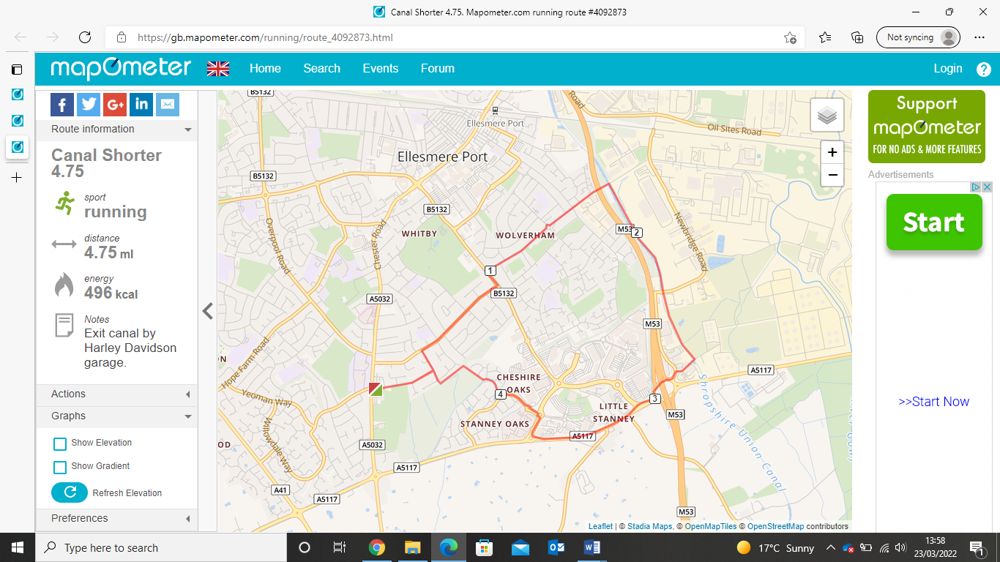 Canal Shorter 4.75. Mapometer.com running route #4092873
https://gb.mapometer.com/running/route_4092873.html
Not syncing
mapometer
Home
Search
Events
Forum
Login
?
Route information
Canal Shorter
4.75
sport
running
distance
4.75 ml
energy
496 kcal
Notes
Exit canal by
Harley Davidson
garage.
Actions
Graphs
Show Elevation
Show Gradient
Refresh Elevation
Preferences
B5132
Road
Ellesmere Port
Oil Sites Road
Ellesmere Port
B5132
B5132
Overpool Road
Chester Road
WHITBY
WOLVERHAM
M53
2
Newbridge Road
1
B5132
A5032
M53
Hope Farm Road
ON
A5117
CHESHIRE
OAKS
4
3
Yeoman Way
LITTLE
STANNEY
M53
STANNEY OAKS
A5117
Willowdale Way
OD
A5032
A5117
Shropshire Union Canal
A41
A5117
M53
+
−
Leaflet | © Stadia Maps, © OpenMapTiles © OpenStreetMap contributors
Support
mapometer
FOR NO ADS & MORE FEATURES
Advertisements
Start
>>Start Now
Type here to search
17°C Sunny
13:58
23/03/2022
1